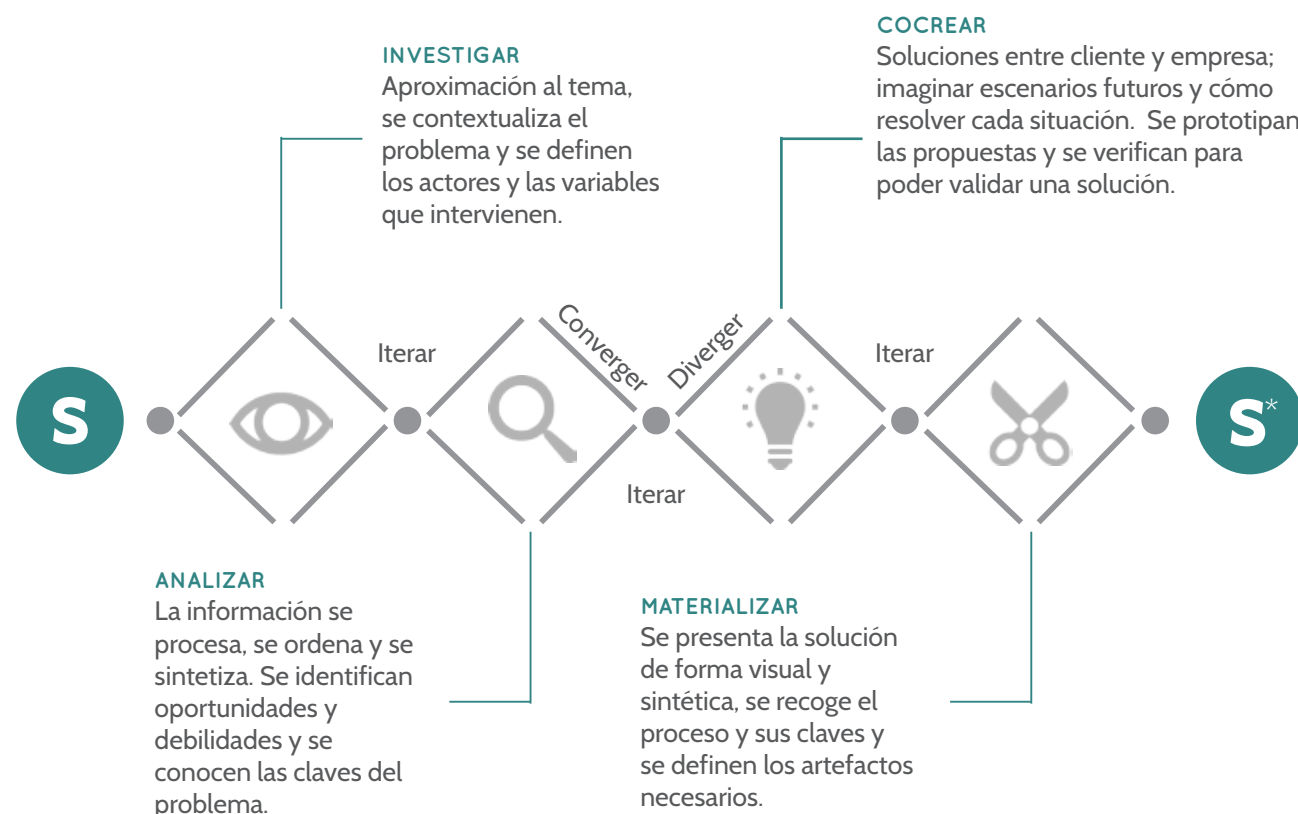 INVESTIGAR
Aproximación al tema,
se contextualiza el
problema y se definen
los actores y las variables
que intervienen.
COCREAR
Soluciones entre cliente y empresa;
imaginar escenarios futuros y cómo
resolver cada situación.  Se prototipan
las propuestas y se verifican para
poder validar una solución.
S
Iterar
Converger
Diverger
Iterar
Iterar
S*
ANALIZAR
La información se
procesa, se ordena y se
sintetiza. Se identifican
oportunidades y
debilidades y se
conocen las claves del
problema.
MATERIALIZAR
Se presenta la solución
de forma visual y
sintética, se recoge el
proceso y sus claves y
se definen los artefactos
necesarios.